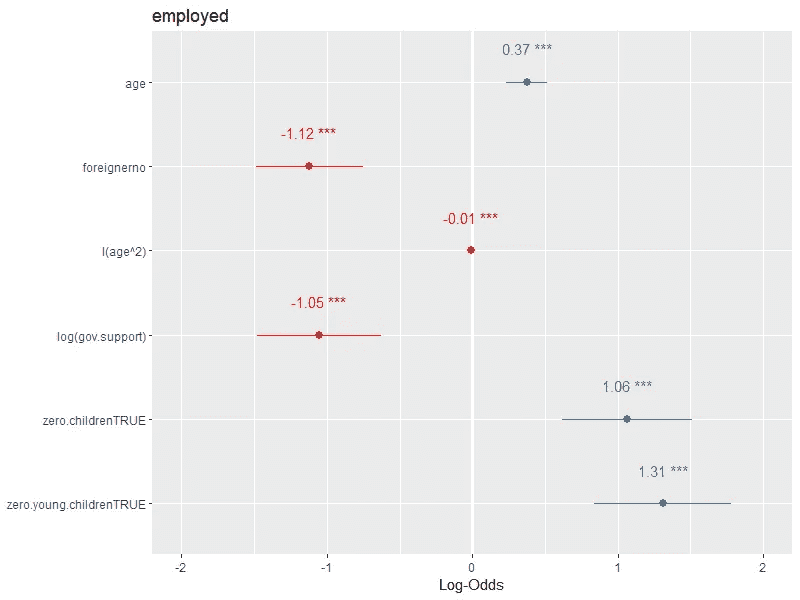 employed
0.37 ***
age
-1.12 ***
foreignerno
-0.01 ***
I(age^2)
-1.05 ***
log(gov.support)
1.06 ***
zero.childrenTRUE
1.31 ***
zero.young.childrenTRUE
-2 -1 0 1 2
Log-Odds